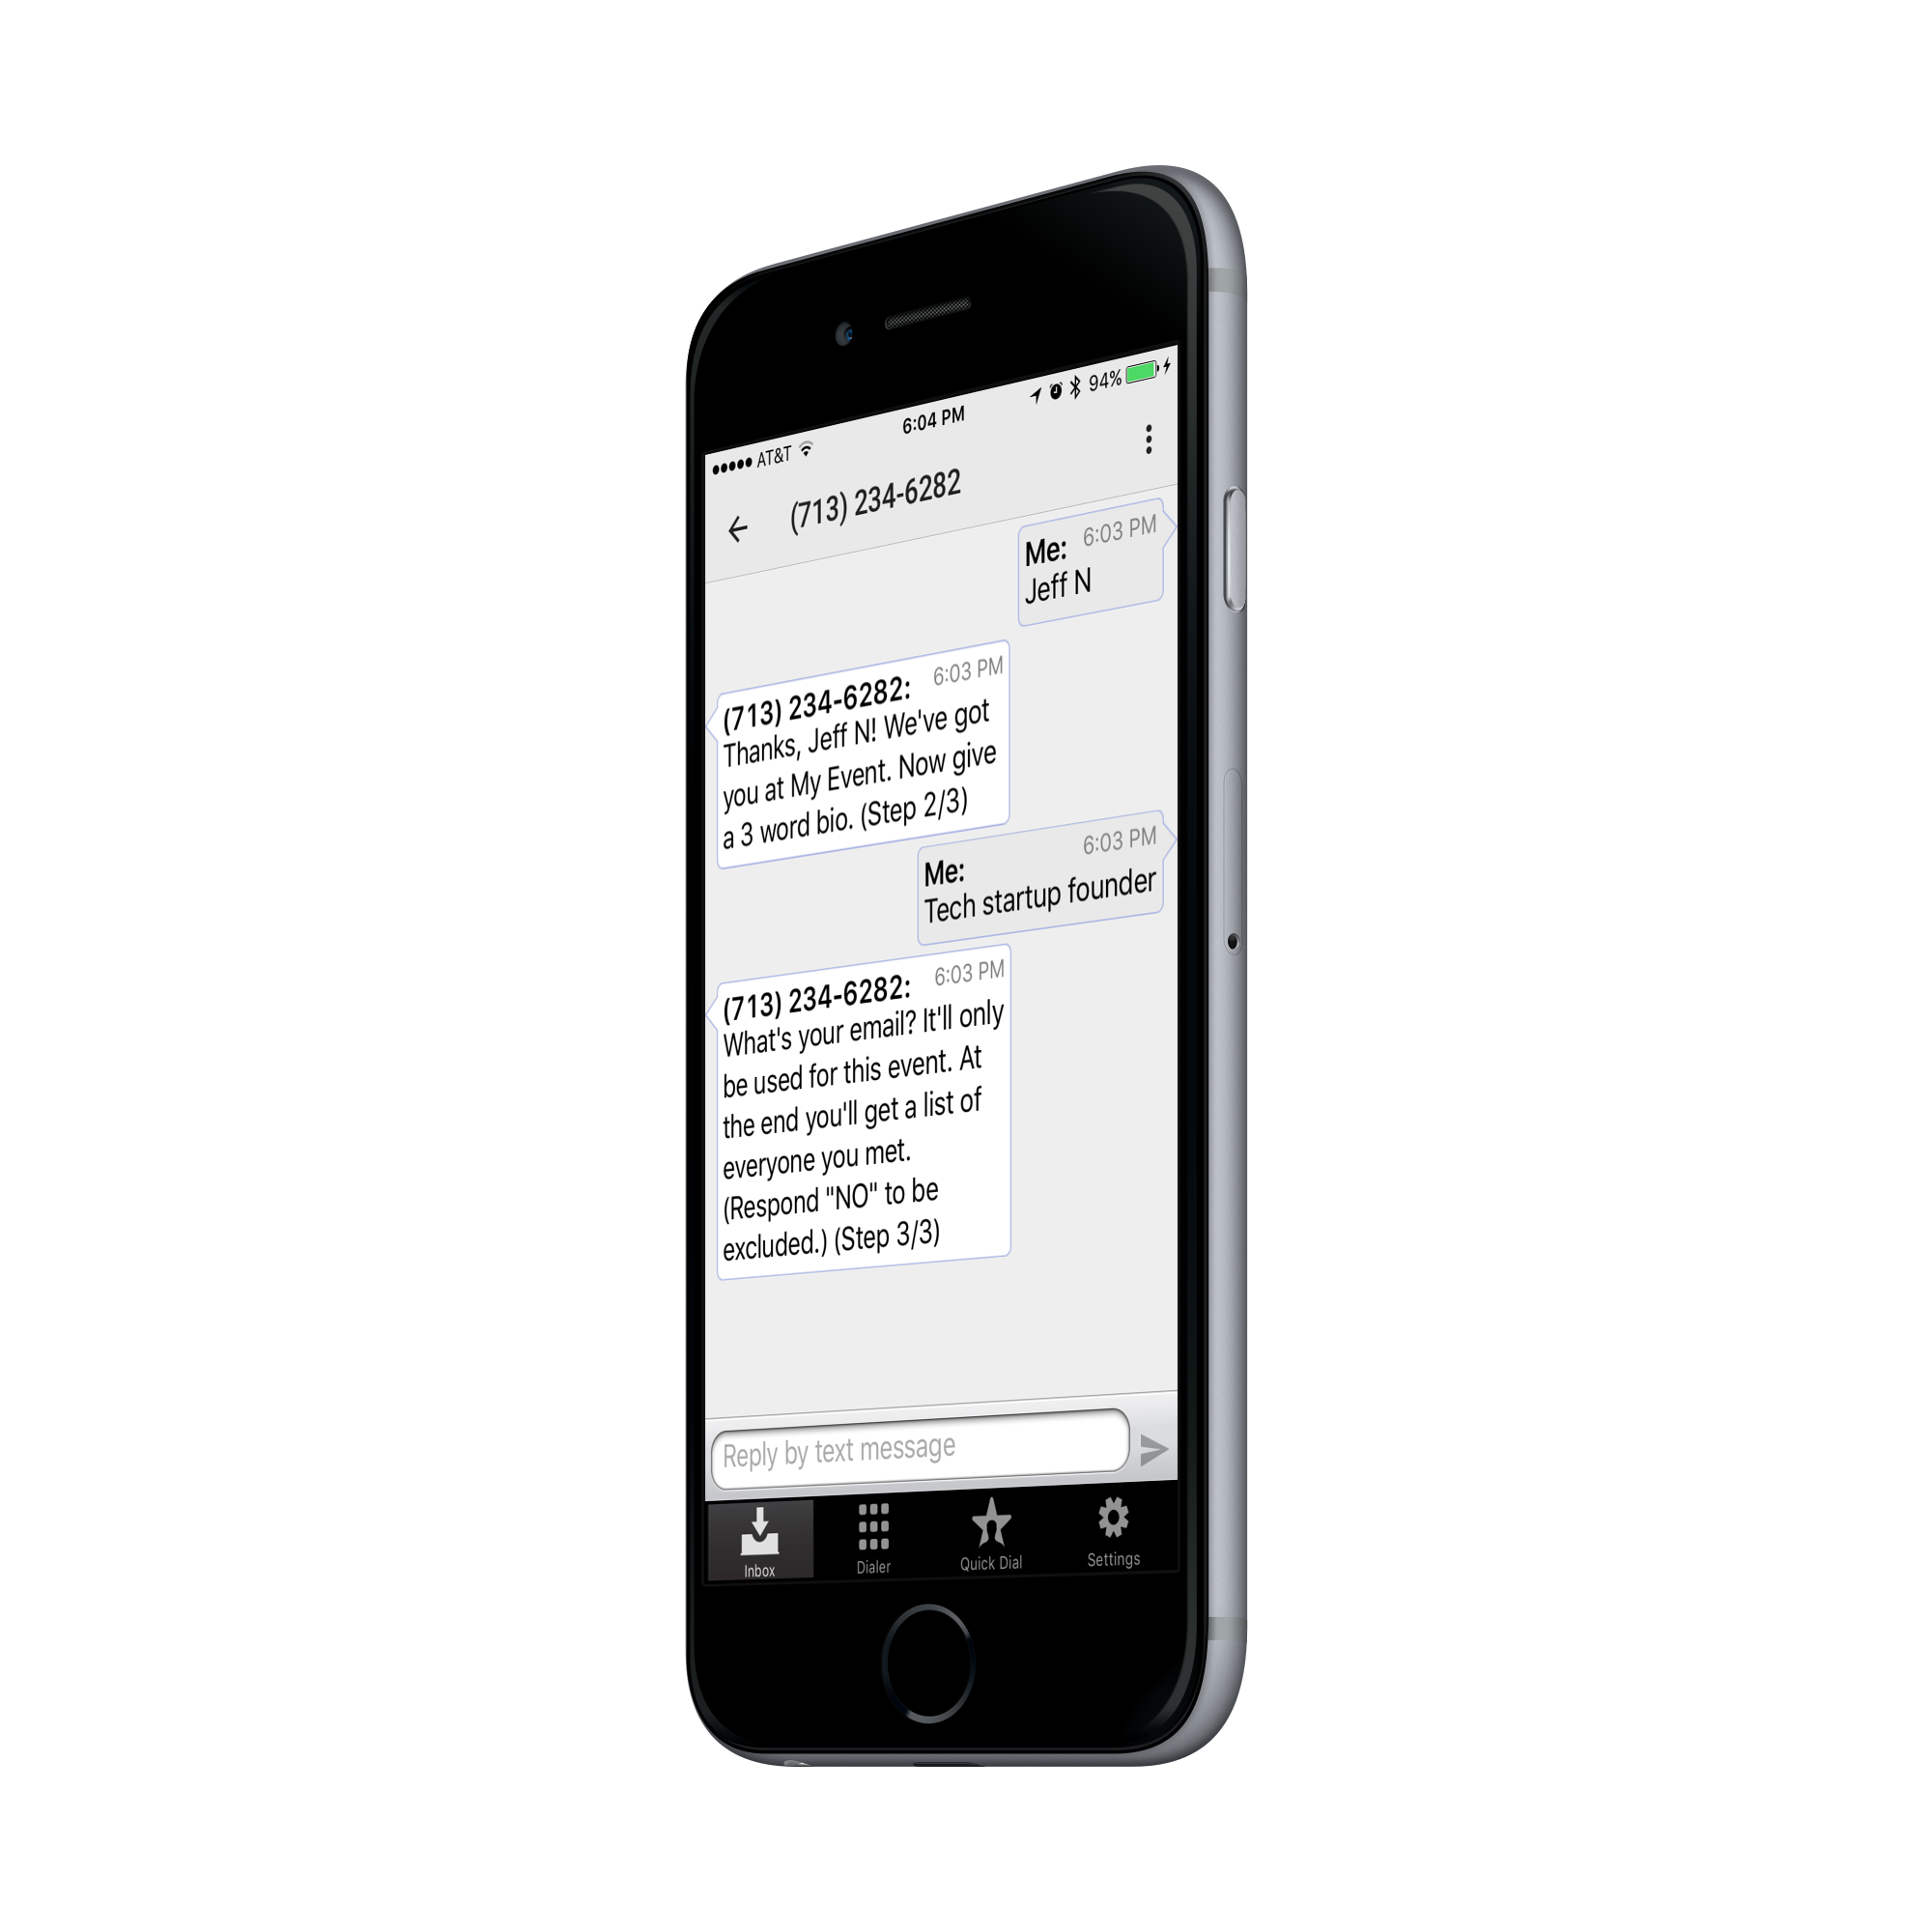 ●●●●● AT&T 6:04 PM 94%
(713) 234-6282
Me: 6:03 PM
Jeff N
(713) 234-6282: 6:03 PM
Thanks, Jeff N! We've got
you at My Event. Now give
a 3 word bio. (Step 2/3)
Me: 6:03 PM
Tech startup founder
(713) 234-6282: 6:03 PM
What's your email? It'll only
be used for this event. At
the end you'll get a list of
everyone you met.
(Respond "NO" to be
excluded.) (Step 3/3)
Reply by text message
Inbox Dialer Quick Dial Settings